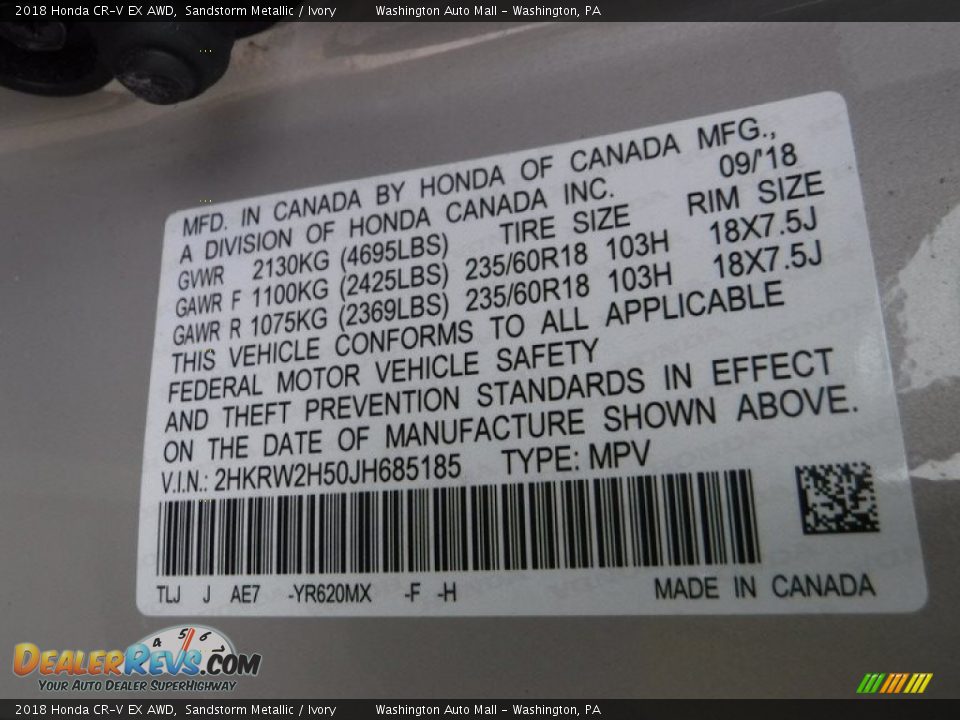 2018 Honda CR-V EX AWD, Sandstorm Metallic / Ivory Washington Auto Mall - Washington, PA
MFD. IN CANADA BY HONDA OF CANADA MFG.,
A DIVISION OF HONDA CANADA INC. 09/'18
GVWR 2130KG (4695LBS) TIRE SIZE RIM SIZE
GAWR F 1100KG (2425LBS) 235/60R18 103H 18X7.5J
GAWR R 1075KG (2369LBS) 235/60R18 103H 18X7.5J
THIS VEHICLE CONFORMS TO ALL APPLICABLE
FEDERAL MOTOR VEHICLE SAFETY
AND THEFT PREVENTION STANDARDS IN EFFECT
ON THE DATE OF MANUFACTURE SHOWN ABOVE.
V.I.N.: 2HKRW2H50JH685185 TYPE: MPV
TLJ J AE7 -YR620MX -F -H MADE IN CANADA
4 5 6
DEALERREVS.COM
YOUR AUTO DEALER SUPERHIGHWAY
2018 Honda CR-V EX AWD, Sandstorm Metallic / Ivory Washington Auto Mall - Washington, PA